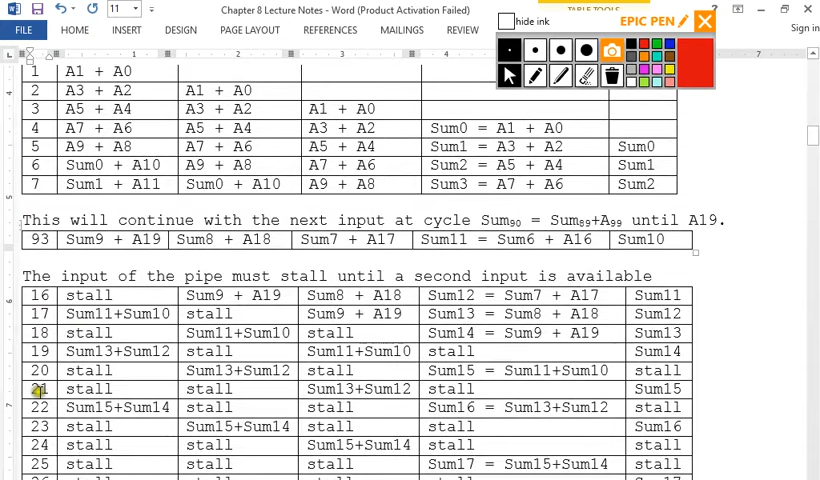 Chapter 8 Lecture Notes - Word (Product Activation Failed)
TABLE TOOLS
11
hide ink
EPIC PEN
FILE HOME INSERT DESIGN PAGE LAYOUT REFERENCES MAILINGS REVIEW Sign in
1 2 3 4 7
1 A1 + A0
2 A3 + A2 A1 + A0
3 A5 + A4 A3 + A2 A1 + A0
4 A7 + A6 A5 + A4 A3 + A2 Sum0 = A1 + A0
5 A9 + A8 A7 + A6 A5 + A4 Sum1 = A3 + A2 Sum0
6 Sum0 + A10 A9 + A8 A7 + A6 Sum2 = A5 + A4 Sum1
7 Sum1 + A11 Sum0 + A10 A9 + A8 Sum3 = A7 + A6 Sum2
This will continue with the next input at cycle Sum90 = Sum89+A99 until A19.
93 Sum9 + A19 Sum8 + A18 Sum7 + A17 Sum11 = Sum6 + A16 Sum10
The input of the pipe must stall until a second input is available
16 stall Sum9 + A19 Sum8 + A18 Sum12 = Sum7 + A17 Sum11
17 Sum11+Sum10 stall Sum9 + A19 Sum13 = Sum8 + A18 Sum12
18 stall Sum11+Sum10 stall Sum14 = Sum9 + A19 Sum13
19 Sum13+Sum12 stall Sum11+Sum10 stall Sum14
20 stall Sum13+Sum12 stall Sum15 = Sum11+Sum10 stall
21 stall stall Sum13+Sum12 stall Sum15
22 Sum15+Sum14 stall stall Sum16 = Sum13+Sum12 stall
23 stall Sum15+Sum14 stall stall Sum16
24 stall stall Sum15+Sum14 stall stall
25 stall stall stall Sum17 = Sum15+Sum14 stall